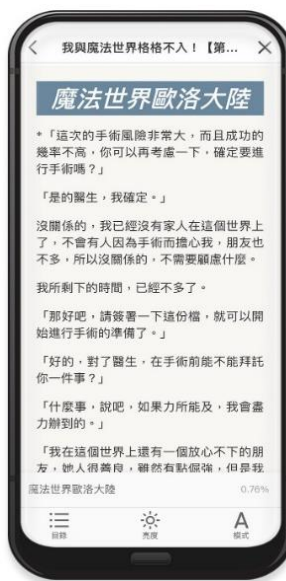 我與魔法世界格格不入！【第...
魔法世界歐洛大陸
*「這次的手術風險非常大，而且成功的
幾率不高，你可以再考慮一下，確定要進
行手術嗎？」
「是的醫生，我確定。」
沒關係的，我已經沒有家人在這個世界上
了，不會有人因為手術而擔心我，朋友也
不多，所以沒關係的，不需要顧慮什麼。
我所剩下的時間，已經不多了。
「那好吧，請簽署一下這份檔，就可以開
始進行手術的準備了。」
「好的，對了醫生，在手術前能不能拜託
你一件事？」
「什麼事，說吧，如果力所能及，我會盡
力辦到的。」
「我在這個世界上還有一個放心不下的朋
友，她人很善良，雖然有點倔強，但是我
魔法世界歐洛大陸 0.76%
目錄 亮度 模式